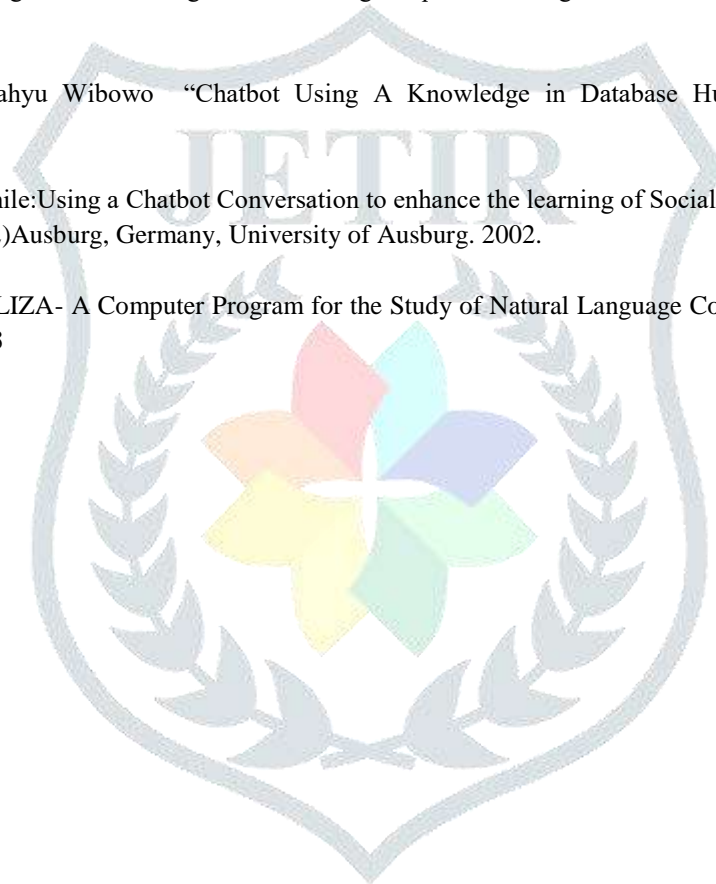 ahyu Wibowo “Chatbot Using A Knowledge in Database Hu
JETIR
nile:Using a Chatbot Conversation to enhance the learning of Social
)Ausburg, Germany, University of Ausburg. 2002.
LIZA- A Computer Program for the Study of Natural Language Co